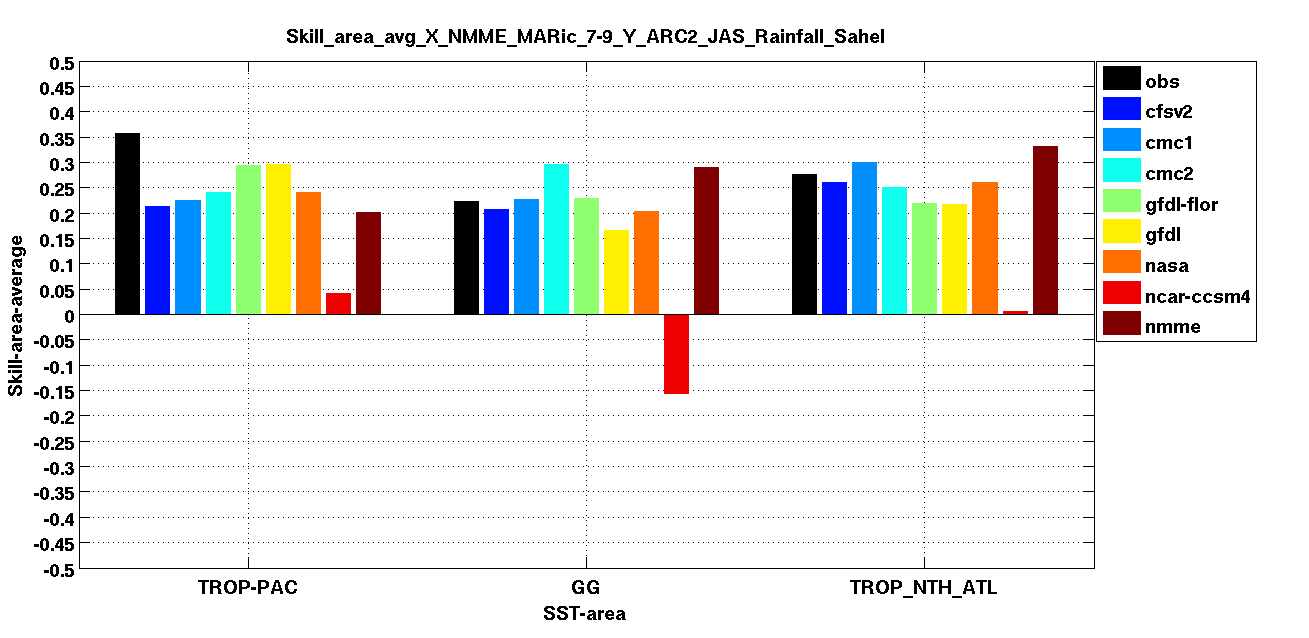 Skill_area_avg_X_NMME_MARic_7-9_Y_ARC2_JAS_Rainfall_Sahel
0.5
0.45
0.4
0.35
0.3
0.25
0.2
0.15
0.1
0.05
0
-0.05
-0.1
-0.15
-0.2
-0.25
-0.3
-0.35
-0.4
-0.45
-0.5
Skill-area-average
TROP-PAC GG TROP_NTH_ATL
SST-area
obs
cfsv2
cmc1
cmc2
gfdl-flor
gfdl
nasa
ncar-ccsm4
nmme